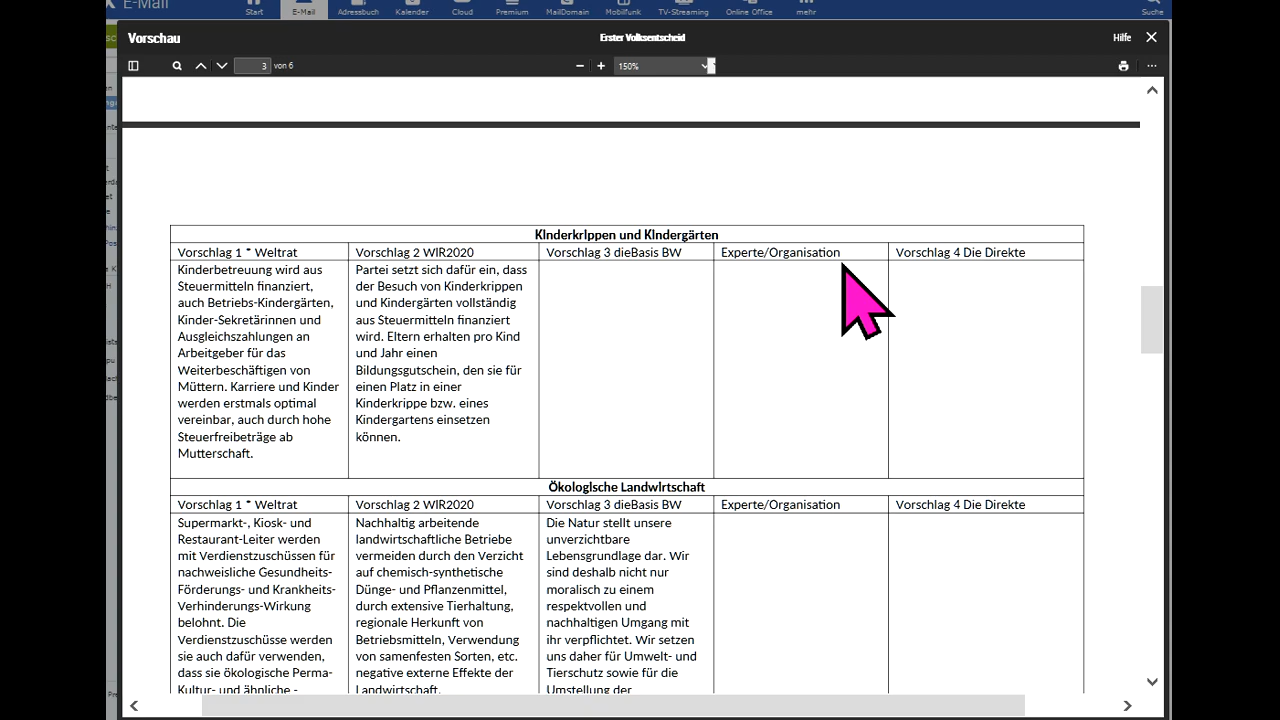 E-Mail
Start
E-Mail
Adressbuch
Kalender
Cloud
Premium
MailDomain
Mobilfunk
TV-Streaming
Online Office
mehr
Suche
Vorschau
Erster Volksentscheid
Hilfe
3 von 6
150%
Kinderkrippen und Kindergärten
Vorschlag 1 * Weltrat
Kinderbetreuung wird aus
Steuermitteln finanziert,
auch Betriebs-Kindergärten,
Kinder-Sekretärinnen und
Ausgleichszahlungen an
Arbeitgeber für das
Weiterbeschäftigen von
Müttern. Karriere und Kinder
werden erstmals optimal
vereinbar, auch durch hohe
Steuerfreibeträge ab
Mutterschaft.
Vorschlag 2 WIR2020
Partei setzt sich dafür ein, dass
der Besuch von Kinderkrippen
und Kindergärten vollständig
aus Steuermitteln finanziert
wird. Eltern erhalten pro Kind
und Jahr einen
Bildungsgutschein, den sie für
einen Platz in einer
Kinderkrippe bzw. eines
Kindergartens einsetzen
können.
Vorschlag 3 dieBasis BW
Experte/Organisation
Vorschlag 4 Die Direkte
Ökologische Landwirtschaft
Vorschlag 1 * Weltrat
Supermarkt-, Kiosk- und
Restaurant-Leiter werden
mit Verdienstzuschüssen für
nachweisliche Gesundheits-
Förderungs- und Krankheits-
Verhinderungs-Wirkung
belohnt. Die
Verdienstzuschüsse werden
sie auch dafür verwenden,
dass sie ökologische Perma-
Kultur- und ähnliche -
Vorschlag 2 WIR2020
Nachhaltig arbeitende
landwirtschaftliche Betriebe
vermeiden durch den Verzicht
auf chemisch-synthetische
Dünge- und Pflanzenmittel,
durch extensive Tierhaltung,
regionale Herkunft von
Betriebsmitteln, Verwendung
von samenfesten Sorten, etc.
negative externe Effekte der
Landwirtschaft.
Vorschlag 3 dieBasis BW
Die Natur stellt unsere
unverzichtbare
Lebensgrundlage dar. Wir
sind deshalb nicht nur
moralisch zu einem
respektvollen und
nachhaltigen Umgang mit
ihr verpflichtet. Wir setzen
uns daher für Umwelt- und
Tierschutz sowie für die
Umstellung der
Experte/Organisation
Vorschlag 4 Die Direkte